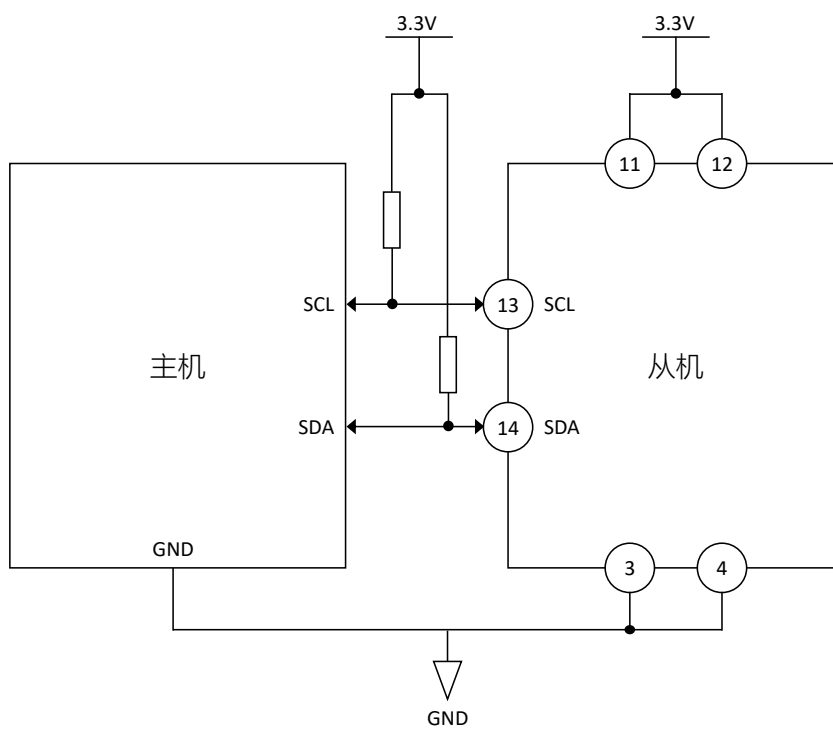 3.3V
3.3V
11
12
SCL
13
SCL
主机
从机
SDA
14
SDA
GND
3
4
GND